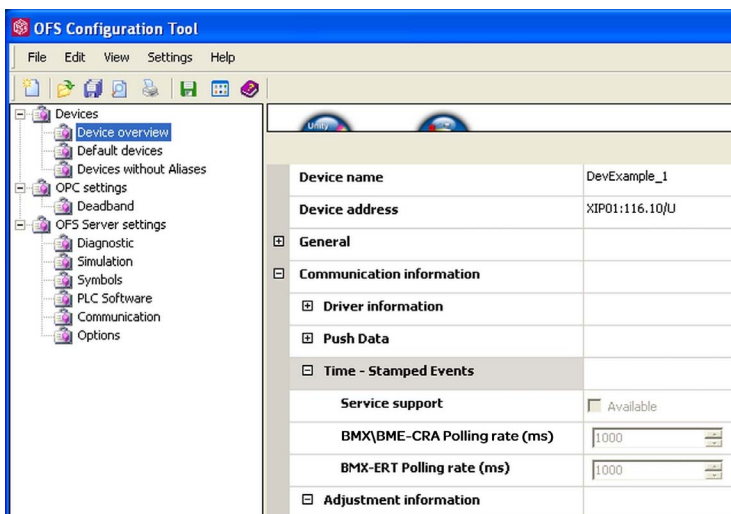 OFS Configuration Tool
File Edit View Settings Help
Devices
Device overview
Default devices
Devices without Aliases
OPC settings
Deadband
OFS Server settings
Diagnostic
Simulation
Symbols
PLC Software
Communication
Options
Unity
Device name DevExample_1
Device address XIP01:116.10/U
General
Communication information
Driver information
Push Data
Time - Stamped Events
Service support Available
BMX\BME-CRA Polling rate (ms) 1000
BMX-ERT Polling rate (ms) 1000
Adjustment information